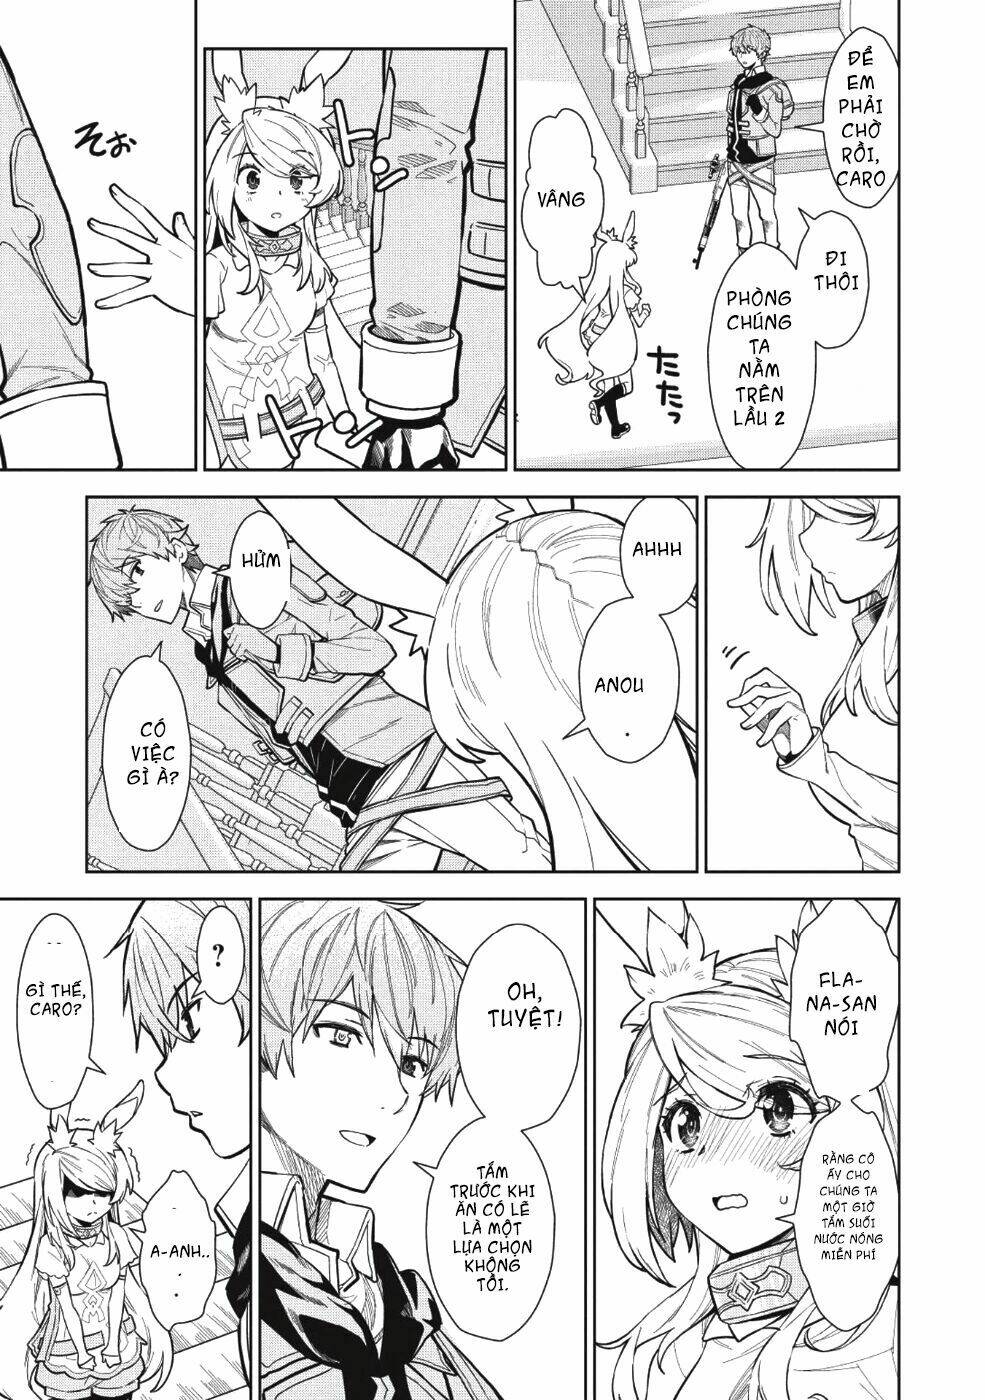 ĐỂ
EM
PHẢI
CHỜ
RỒI,
CARO
ĐI
THÔI
PHÒNG
CHÚNG
TA
NẰM
TRÊN
LẦU 2
VÂNG
たたっ
そお
AHHH
ANOU
.
HỬM
CÓ
VIỆC
GÌ À?
FLA-
NA-SAN
NÓI
RẰNG CÔ
ẤY CHO
CHÚNG TA
MỘT GIỜ
TẮM SUỐI
NƯỚC NÓNG
MIỄN PHÍ
OH,
TUYỆT!
TẮM
TRƯỚC KHI
ĂN CÓ LẼ
LÀ MỘT
LỰA CHỌN
KHÔNG
TỒI.
?
..
GÌ THẾ,
CARO?
A-ANH..
.